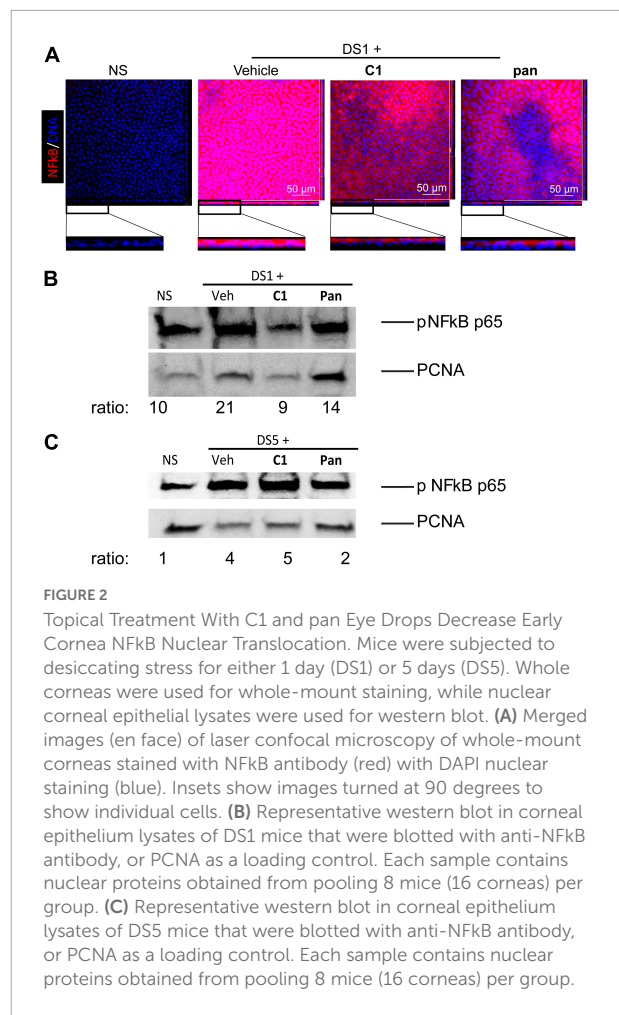 A
DS1 +
NS Vehicle C1 pan
NFkB/DNA
50 µm 50 µm 50 µm
B
DS1 +
NS Veh C1 Pan
pNFkB p65
PCNA
ratio: 10 21 9 14
C
DS5 +
NS Veh C1 Pan
p NFkB p65
PCNA
ratio: 1 4 5 2
FIGURE 2
Topical Treatment With C1 and pan Eye Drops Decrease Early
Cornea NFkB Nuclear Translocation. Mice were subjected to
desiccating stress for either 1 day (DS1) or 5 days (DS5). Whole
corneas were used for whole-mount staining, while nuclear
corneal epithelial lysates were used for western blot. (A) Merged
images (en face) of laser confocal microscopy of whole-mount
corneas stained with NFkB antibody (red) with DAPI nuclear
staining (blue). Insets show images turned at 90 degrees to
show individual cells. (B) Representative western blot in corneal
epithelium lysates of DS1 mice that were blotted with anti-NFkB
antibody, or PCNA as a loading control. Each sample contains
nuclear proteins obtained from pooling 8 mice (16 corneas) per
group. (C) Representative western blot in corneal epithelium
lysates of DS5 mice that were blotted with anti-NFkB antibody,
or PCNA as a loading control. Each sample contains nuclear
proteins obtained from pooling 8 mice (16 corneas) per group.